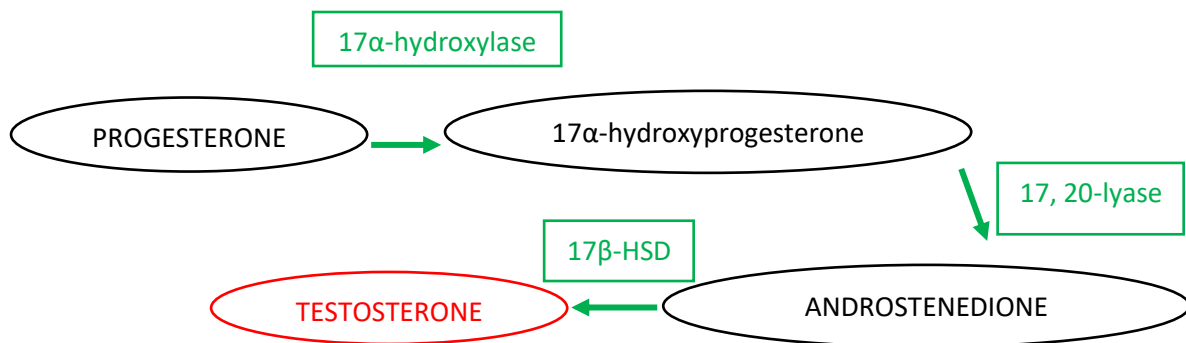 17α-hydroxylase
PROGESTERONE
17α-hydroxyprogesterone
17, 20-lyase
17β-HSD
TESTOSTERONE
ANDROSTENEDIONE